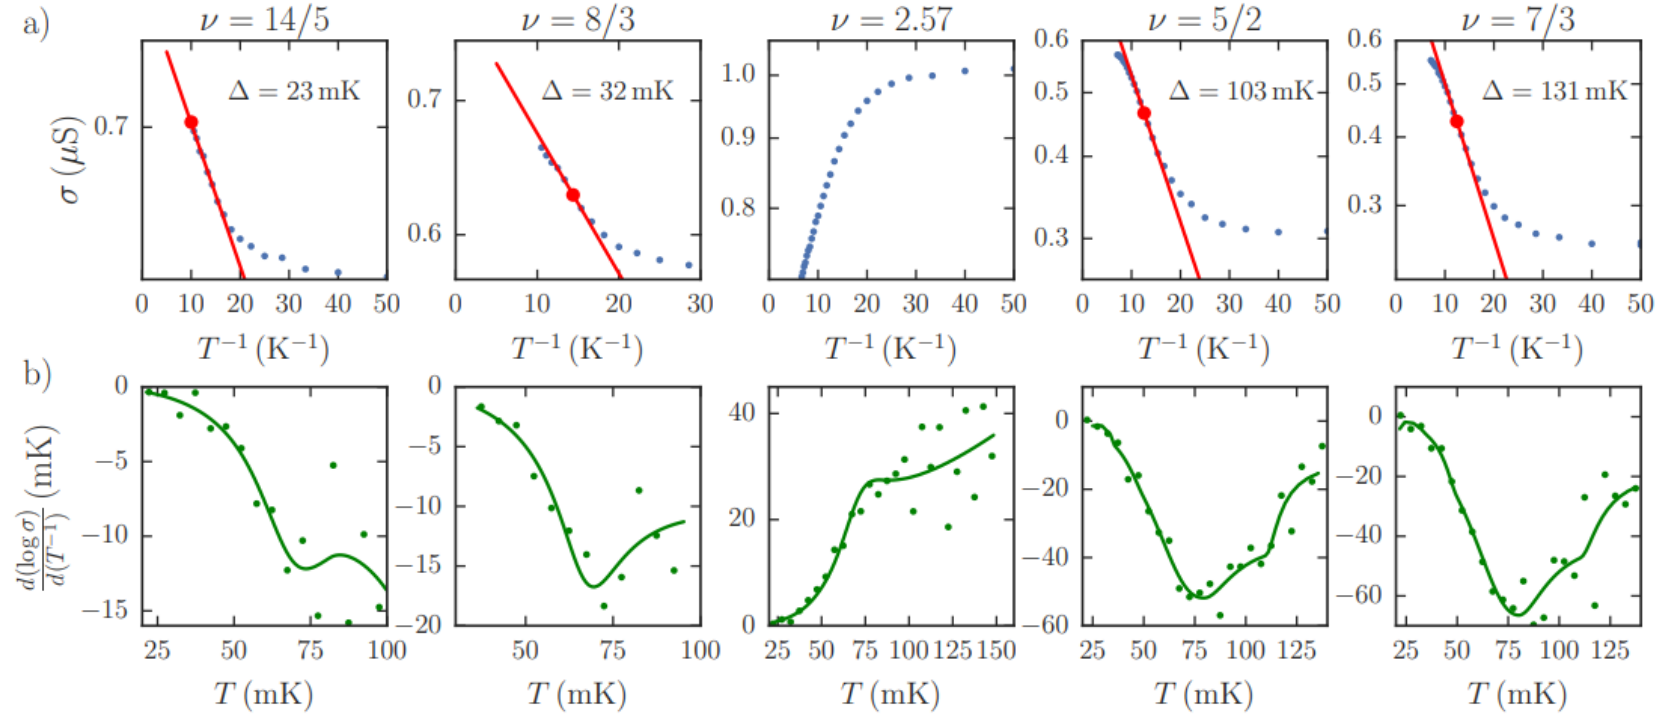 a)
ν = 14/5
ν = 8/3
ν = 2.57
ν = 5/2
ν = 7/3
σ (μS)
0.7
Δ = 23 mK
0 10 20 30 40 50
T⁻¹ (K⁻¹)
0.7
0.6
Δ = 32 mK
0 10 20 30
T⁻¹ (K⁻¹)
1.0
0.9
0.8
0 10 20 30 40 50
T⁻¹ (K⁻¹)
0.6
0.5
0.4
0.3
Δ = 103 mK
0 10 20 30 40 50
T⁻¹ (K⁻¹)
0.6
0.5
0.4
0.3
Δ = 131 mK
0 10 20 30 40 50
T⁻¹ (K⁻¹)
b)
d(log σ)/d(T⁻¹) (mK)
0
−5
−10
−15
25 50 75 100
T (mK)
0
−5
−10
−15
−20
50 75 100
T (mK)
40
20
0
25 50 75 100 125 150
T (mK)
0
−20
−40
−60
25 50 75 100 125
T (mK)
0
−20
−40
−60
25 50 75 100 125
T (mK)